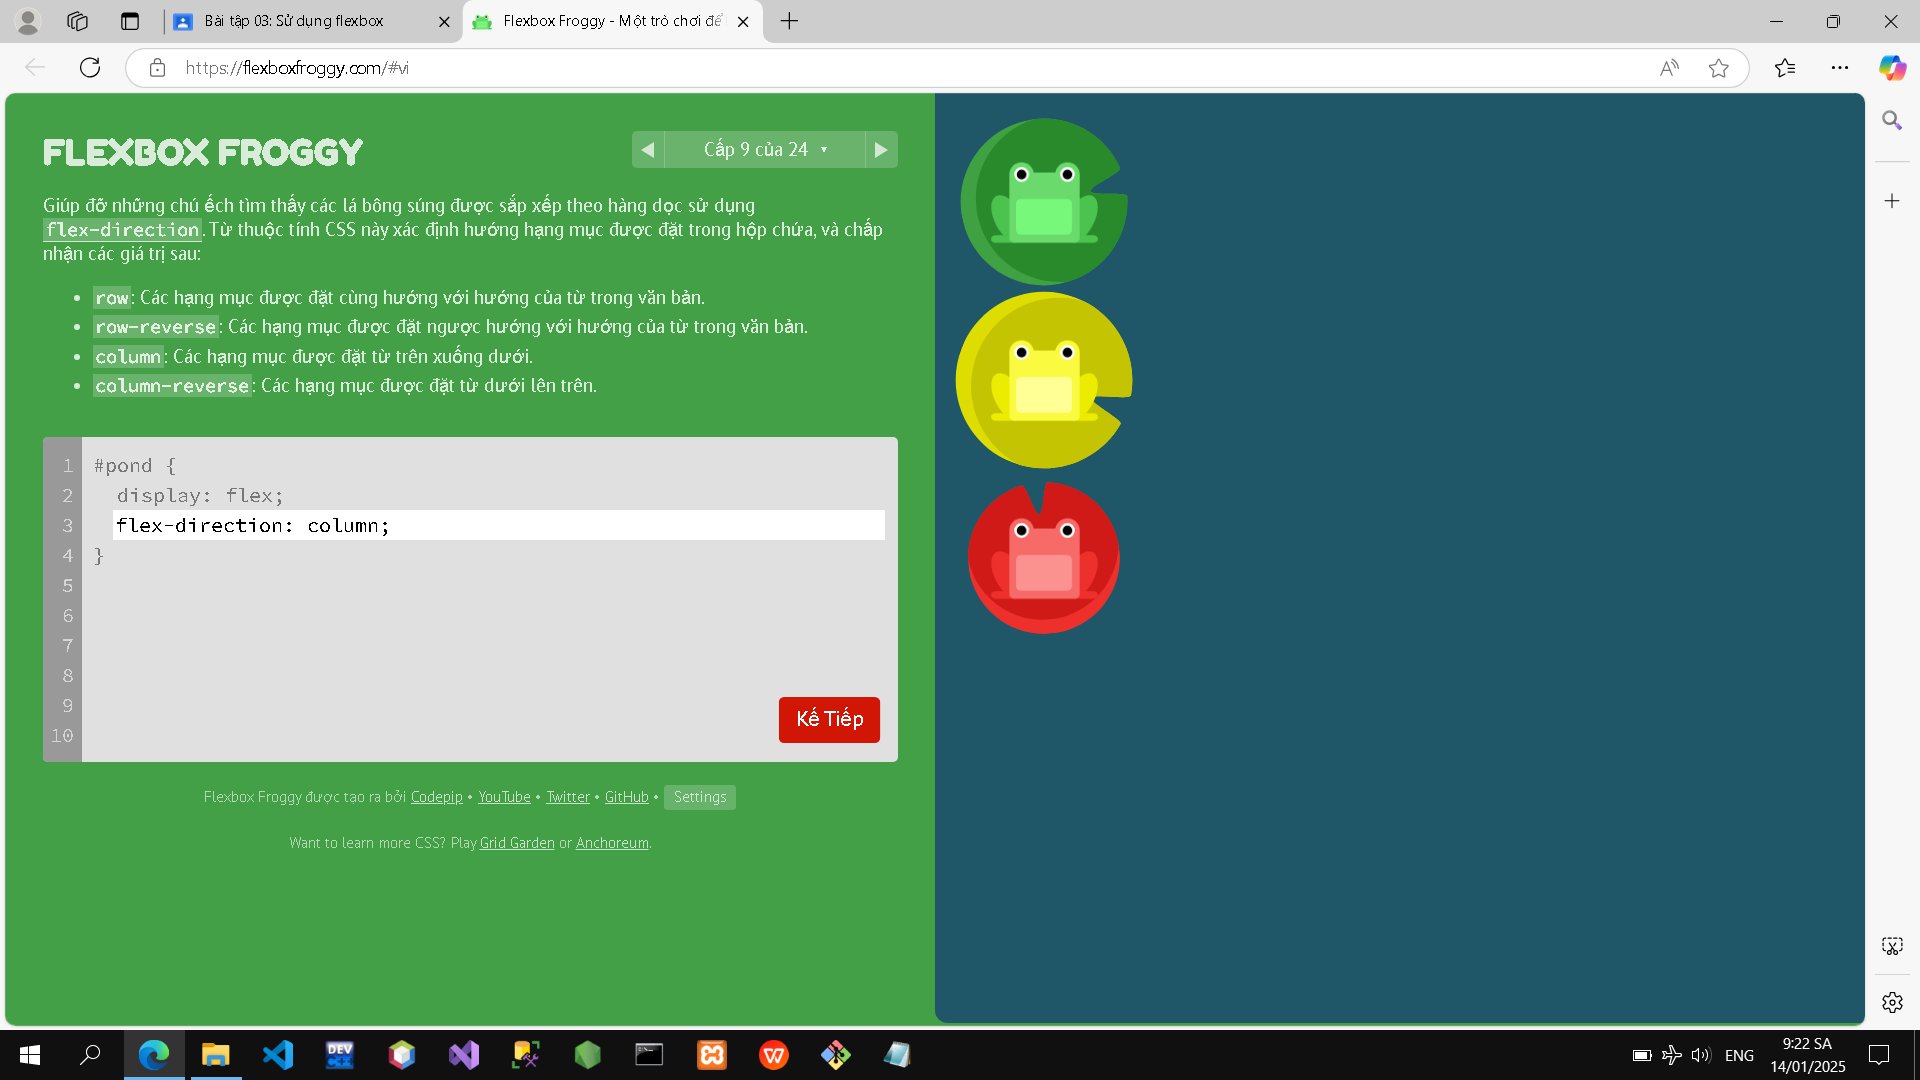 Bài tập 03: Sử dụng flexbox
Flexbox Froggy - Một trò chơi để
https://flexboxfroggy.com/#vi
FLEXBOX FROGGY
Cấp 9 của 24 ▼
Giúp đỡ những chú ếch tìm thấy các lá bông súng được sắp xếp theo hàng dọc sử dụng
flex-direction. Từ thuộc tính CSS này xác định hướng hạng mục được đặt trong hộp chứa, và chấp
nhận các giá trị sau:
• row: Các hạng mục được đặt cùng hướng với hướng của từ trong văn bản.
• row-reverse: Các hạng mục được đặt ngược hướng với hướng của từ trong văn bản.
• column: Các hạng mục được đặt từ trên xuống dưới.
• column-reverse: Các hạng mục được đặt từ dưới lên trên.
1 #pond {
2 display: flex;
3 flex-direction: column;
4 }
5
6
7
8
9
10
Kế Tiếp
Flexbox Froggy được tạo ra bởi Codepip • YouTube • Twitter • GitHub • Settings
Want to learn more CSS? Play Grid Garden or Anchoreum.
DEV
C++
W
ENG
9:22 SA
14/01/2025